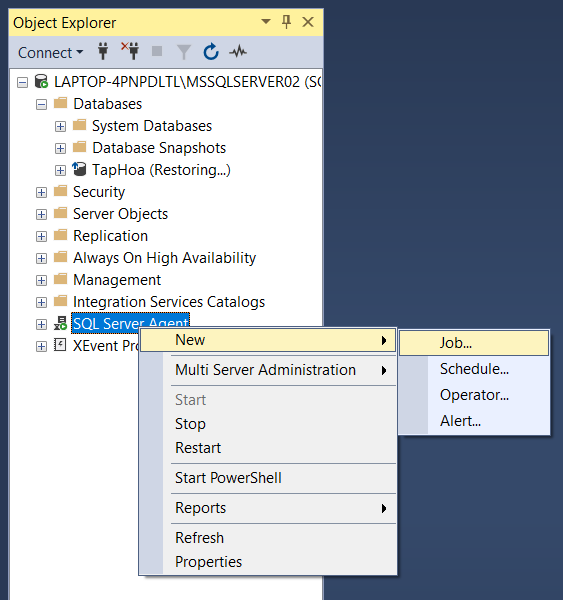 Object Explorer
Connect
LAPTOP-4PNPDLTL\MSSQLSERVER02 (SQ
Databases
System Databases
Database Snapshots
TapHoa (Restoring...)
Security
Server Objects
Replication
Always On High Availability
Management
Integration Services Catalogs
SQL Server Agent
XEvent Pro
New
Multi Server Administration
Start
Stop
Restart
Start PowerShell
Reports
Refresh
Properties
Job...
Schedule...
Operator...
Alert...